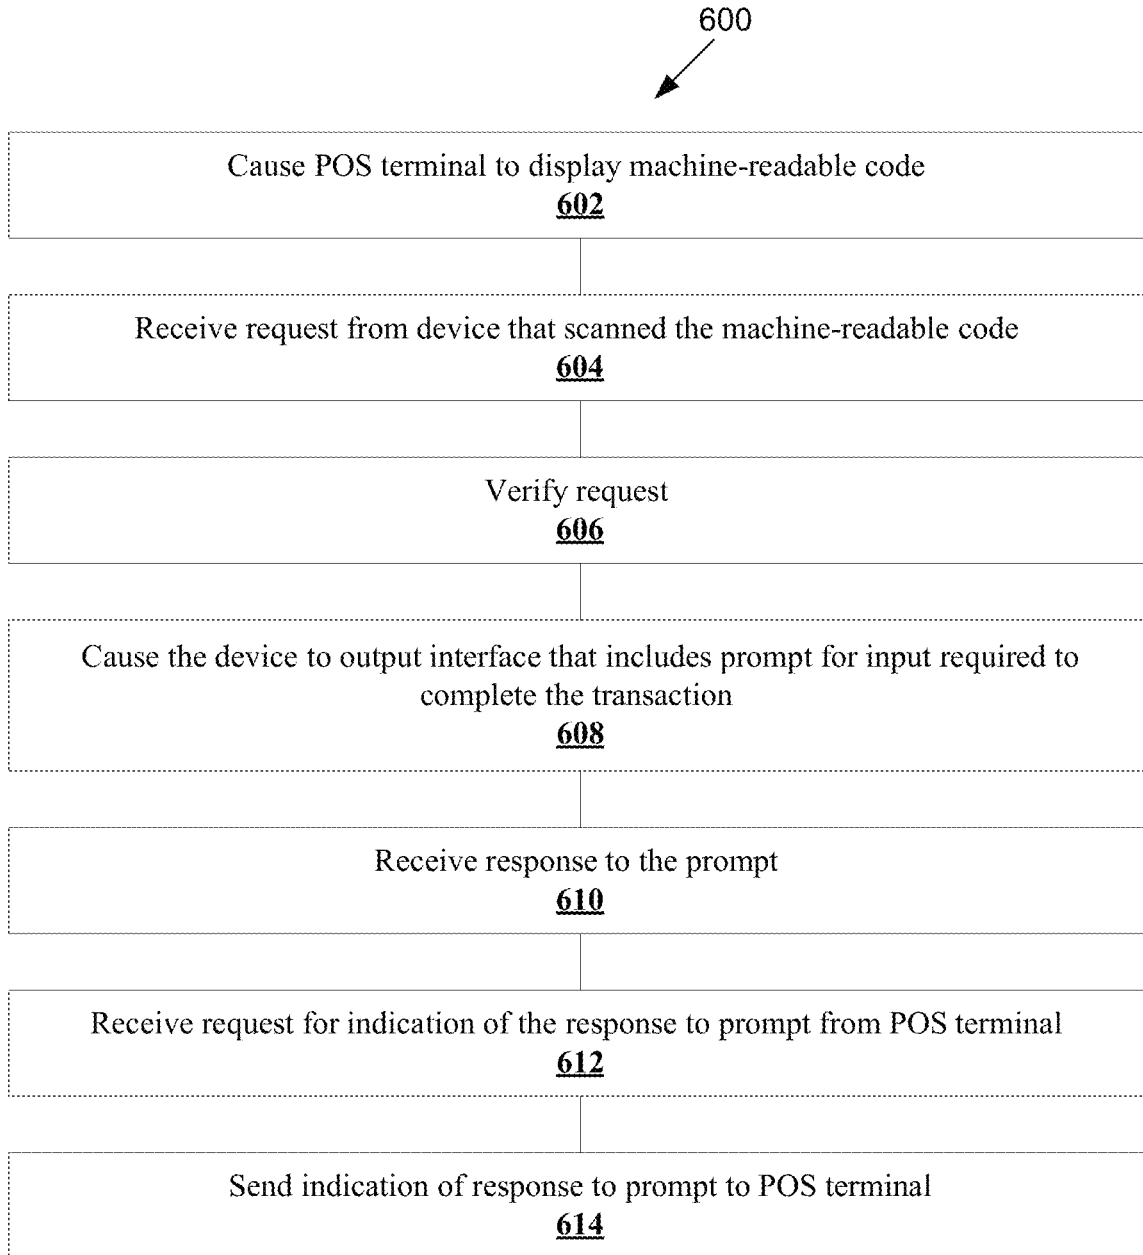 600
Cause POS terminal to display machine-readable code
602
Receive request from device that scanned the machine-readable code
604
Verify request
606
Cause the device to output interface that includes prompt for input required to
complete the transaction
608
Receive response to the prompt
610
Receive request for indication of the response to prompt from POS terminal
612
Send indication of response to prompt to POS terminal
614